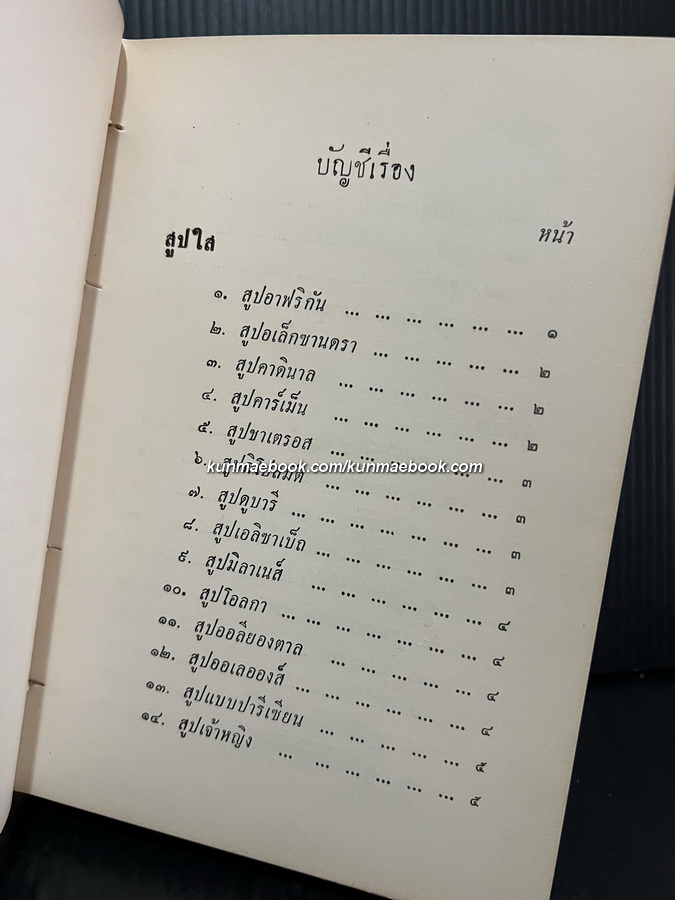 บัญชีเรื่อง
หน้า
สูปใส
๑. สูปอาฟริกัน ... ... ... ... ... ... ๑
๒. สูปอเล็กซานดรา ... ... ... ... ... ๒
๓. สูปคาดินาล ... ... ... ... ... ... ๒
๔. สูปคาร์เม็น ... ... ... ... ... ... ๒
๕. สูปชาเตรอส ... ... ... ... ... ... ๓
๖. ... ... ... ... ... ... ๓
kunmaebook.com/kunmaebook.com
๗. สูปดูบารี ... ... ... ... ... ... ... ๓
๘. สูปเอลิซาเบ็ถ ... ... ... ... ... ... ๓
๙. สูปมิลาเนส์ ... ... ... ... ... ... ๔
๑๐. สูปโอลกา ... ... ... ... ... ... ... ๔
๑๑. สูปออลียองตาล ... ... ... ... ... ๔
๑๒. สูปออเลอองส์ ... ... ... ... ... ... ๔
๑๓. สูปแบบปารีเซียน ... ... ... ... ... ๕
๑๔. สูปเจ้าหญิง ... ... ... ... ... ... ๕